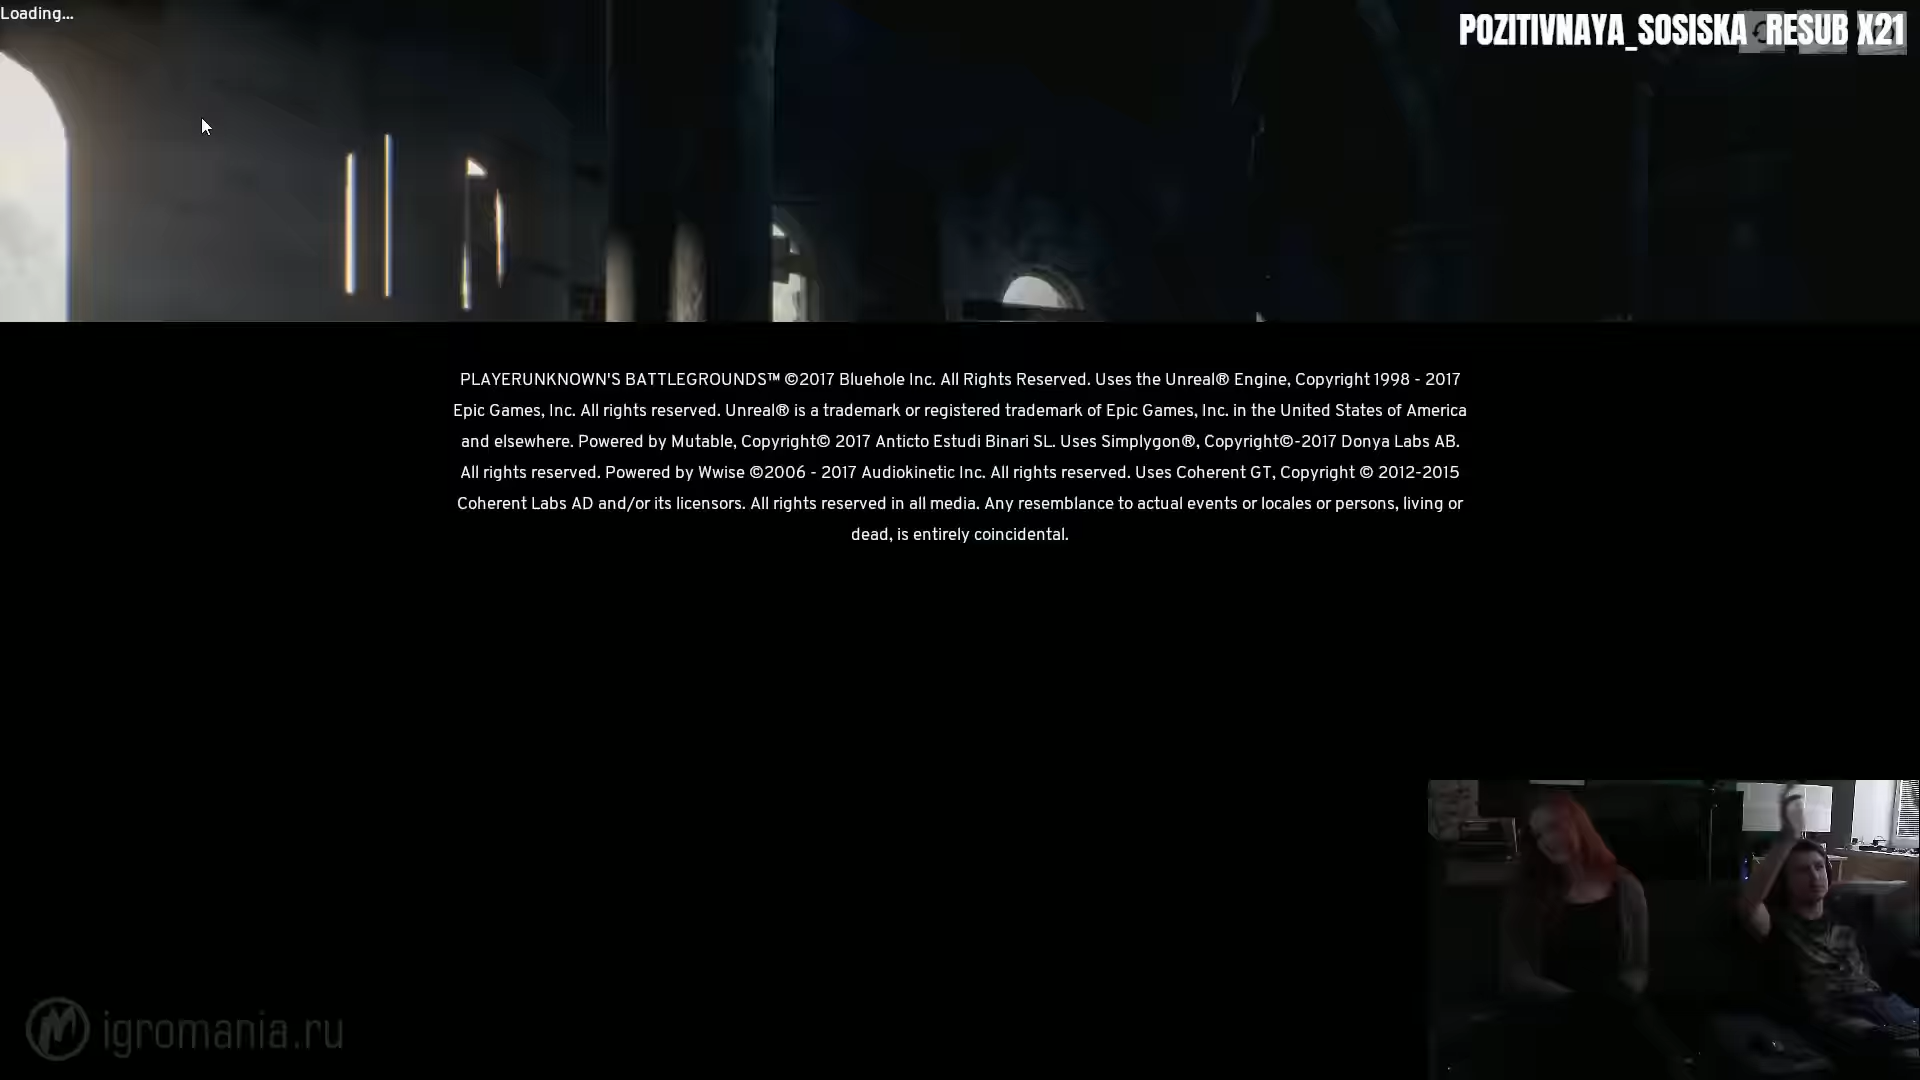 Loading...
POZITIVNAYA_SOSISKA RESUB X21
PLAYERUNKNOWN'S BATTLEGROUNDS™ ©2017 Bluehole Inc. All Rights Reserved. Uses the Unreal® Engine, Copyright 1998 - 2017
Epic Games, Inc. All rights reserved. Unreal® is a trademark or registered trademark of Epic Games, Inc. in the United States of America
and elsewhere. Powered by Mutable, Copyright© 2017 Anticto Estudi Binari SL. Uses Simplygon®, Copyright©-2017 Donya Labs AB.
All rights reserved. Powered by Wwise ©2006 - 2017 Audiokinetic Inc. All rights reserved. Uses Coherent GT, Copyright © 2012-2015
Coherent Labs AD and/or its licensors. All rights reserved in all media. Any resemblance to actual events or locales or persons, living or
dead, is entirely coincidental.
igromania.ru